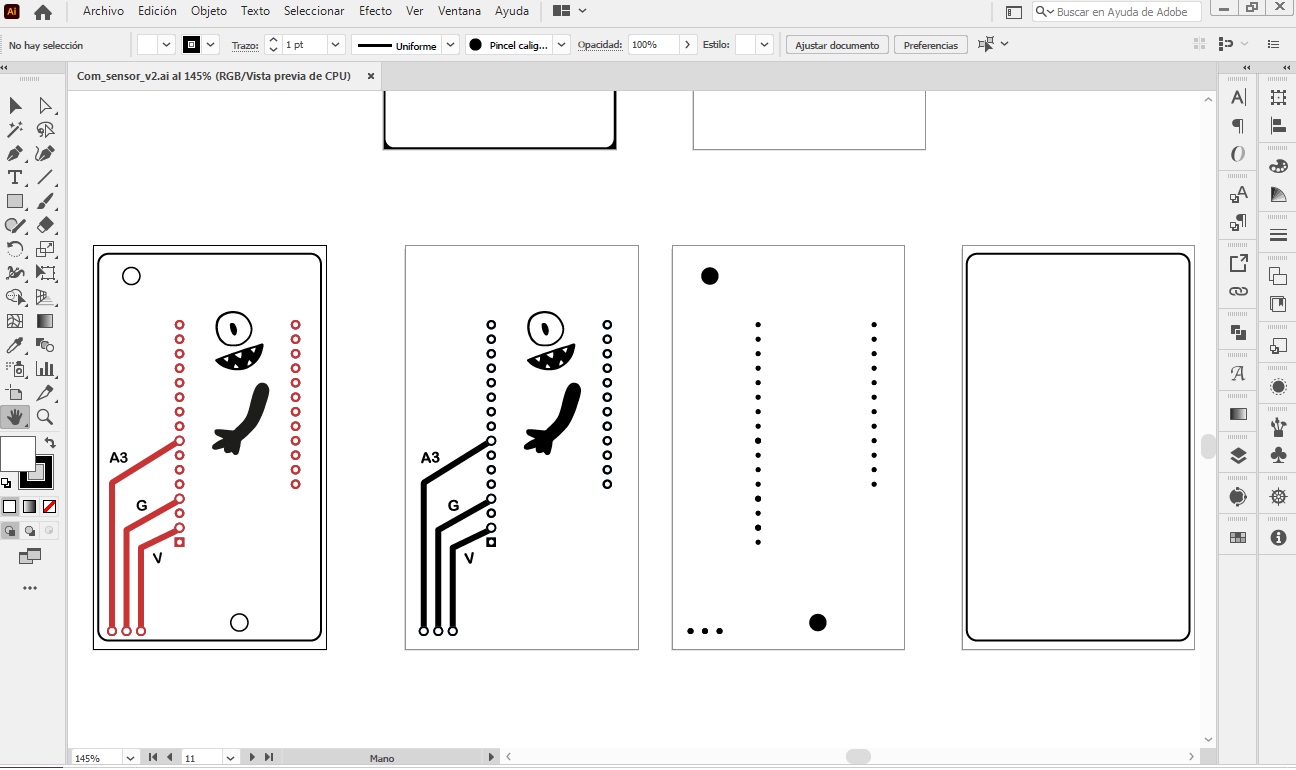 Ai Archivo Edición Objeto Texto Seleccionar Efecto Ver Ventana Ayuda Buscar en Ayuda de Adobe
No hay selección Trazo: 1 pt Uniforme Pincel calig... Opacidad: 100% Estilo: Ajustar documento Preferencias
Com_sensor_v2.ai al 145% (RGB/Vista previa de CPU) ×
A3
G
V
A3
G
V
145% 11 Mano